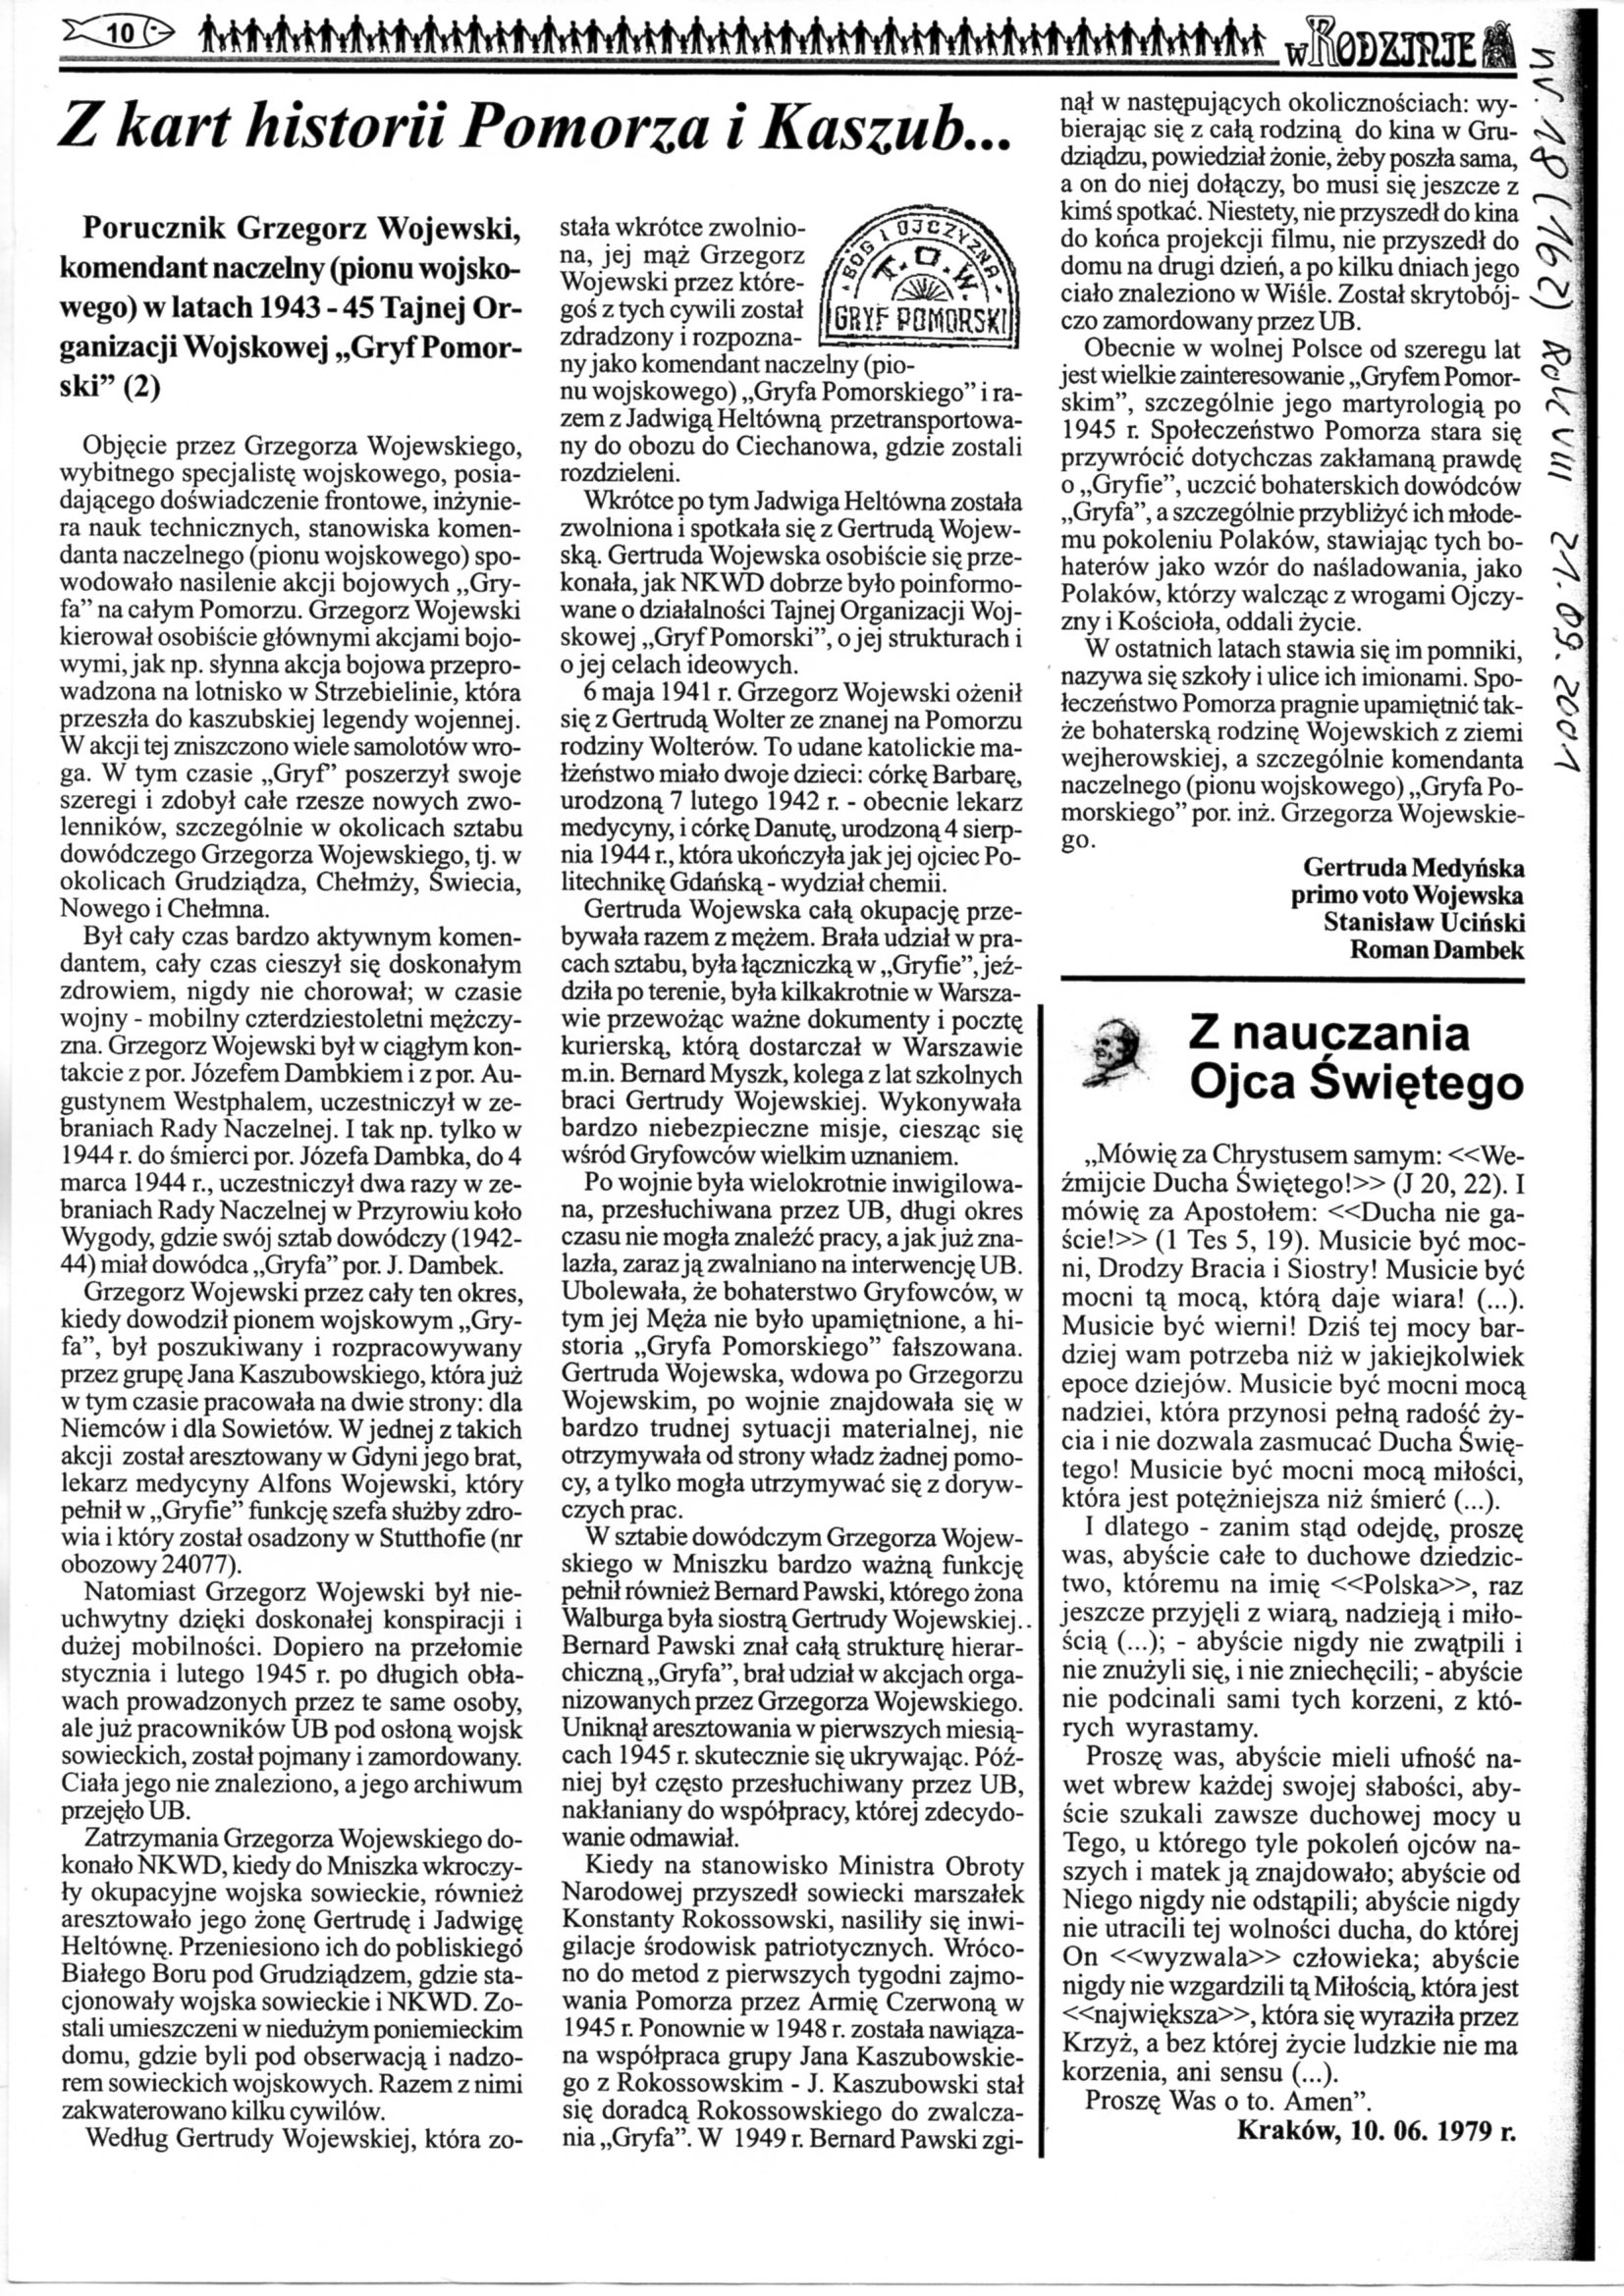 10
w RODZINIE
Z kart historii Pomorza i Kaszub...
Porucznik Grzegorz Wojewski,
komendant naczelny (pionu wojsko-
wego) w latach 1943 - 45 Tajnej Or-
ganizacji Wojskowej „Gryf Pomor-
ski” (2)
Objęcie przez Grzegorza Wojewskiego,
wybitnego specjalistę wojskowego, posia-
dającego doświadczenie frontowe, inżynie-
ra nauk technicznych, stanowiska komen-
danta naczelnego (pionu wojskowego) spo-
wodowało nasilenie akcji bojowych „Gry-
fa” na całym Pomorzu. Grzegorz Wojewski
kierował osobiście głównymi akcjami bojo-
wymi, jak np. słynna akcja bojowa przepro-
wadzona na lotnisko w Strzebielinie, która
przeszła do kaszubskiej legendy wojennej.
W akcji tej zniszczono wiele samolotów wro-
ga. W tym czasie „Gryf” poszerzył swoje
szeregi i zdobył całe rzesze nowych zwo-
lenników, szczególnie w okolicach sztabu
dowódczego Grzegorza Wojewskiego, tj. w
okolicach Grudziądza, Chełmży, Świecia,
Nowego i Chełmna.
Był cały czas bardzo aktywnym komen-
dantem, cały czas cieszył się doskonałym
zdrowiem, nigdy nie chorował; w czasie
wojny - mobilny czterdziestoletni mężczy-
zna. Grzegorz Wojewski był w ciągłym kon-
takcie z por. Józefem Dambkiem i z por. Au-
gustynem Westphalem, uczestniczył w ze-
braniach Rady Naczelnej. I tak np. tylko w
1944 r. do śmierci por. Józefa Dambka, do 4
marca 1944 r., uczestniczył dwa razy w ze-
braniach Rady Naczelnej w Przyrowiu koło
Wygody, gdzie swój sztab dowódczy (1942-
44) miał dowódca „Gryfa” por. J. Dambek.
Grzegorz Wojewski przez cały ten okres,
kiedy dowodził pionem wojskowym „Gry-
fa”, był poszukiwany i rozpracowywany
przez grupę Jana Kaszubowskiego, która już
w tym czasie pracowała na dwie strony: dla
Niemców i dla Sowietów. W jednej z takich
akcji został aresztowany w Gdyni jego brat,
lekarz medycyny Alfons Wojewski, który
pełnił w „Gryfie” funkcję szefa służby zdro-
wia i który został osadzony w Stutthofie (nr
obozowy 24077).
Natomiast Grzegorz Wojewski był nie-
uchwytny dzięki doskonałej konspiracji i
dużej mobilności. Dopiero na przełomie
stycznia i lutego 1945 r. po długich obła-
wach prowadzonych przez te same osoby,
ale już pracowników UB pod osłoną wojsk
sowieckich, został pojmany i zamordowany.
Ciała jego nie znaleziono, a jego archiwum
przejęło UB.
Zatrzymania Grzegorza Wojewskiego do-
konało NKWD, kiedy do Mniszka wkroczy-
ły okupacyjne wojska sowieckie, również
aresztowało jego żonę Gertrudę i Jadwigę
Heltównę. Przeniesiono ich do pobliskiego
Białego Boru pod Grudziądzem, gdzie sta-
cjonowały wojska sowieckie i NKWD. Zo-
stali umieszczeni w niedużym poniemieckim
domu, gdzie byli pod obserwacją i nadzo-
rem sowieckich wojskowych. Razem z nimi
zakwaterowano kilku cywilów.
Według Gertrudy Wojewskiej, która zo-
stała wkrótce zwolnio-
na, jej mąż Grzegorz
Wojewski przez które-
goś z tych cywili został
zdradzony i rozpozna-
ny jako komendant naczelny (pio-
nu wojskowego) „Gryfa Pomorskiego” i ra-
zem z Jadwigą Heltówną przetransportowa-
ny do obozu do Ciechanowa, gdzie zostali
rozdzieleni.
BÓG I OJCZYZNA
T.O.W.
GRYF POMORSKI
Wkrótce po tym Jadwiga Heltówna została
zwolniona i spotkała się z Gertrudą Wojew-
ską. Gertruda Wojewska osobiście się prze-
konała, jak NKWD dobrze było poinformo-
wane o działalności Tajnej Organizacji Woj-
skowej „Gryf Pomorski”, o jej strukturach i
o jej celach ideowych.
6 maja 1941 r. Grzegorz Wojewski ożenił
się z Gertrudą Wolter ze znanej na Pomorzu
rodziny Wolterów. To udane katolickie ma-
łżeństwo miało dwoje dzieci: córkę Barbarę,
urodzoną 7 lutego 1942 r. - obecnie lekarz
medycyny, i córkę Danutę, urodzoną 4 sierp-
nia 1944 r., która ukończyła jak jej ojciec Po-
litechnikę Gdańską - wydział chemii.
Gertruda Wojewska całą okupację prze-
bywała razem z mężem. Brała udział w pra-
cach sztabu, była łączniczką w „Gryfie”, jeź-
dziła po terenie, była kilkakrotnie w Warsza-
wie przewożąc ważne dokumenty i pocztę
kurierską, którą dostarczał w Warszawie
m.in. Bernard Myszk, kolega z lat szkolnych
braci Gertrudy Wojewskiej. Wykonywała
bardzo niebezpieczne misje, ciesząc się
wśród Gryfowców wielkim uznaniem.
Po wojnie była wielokrotnie inwigilowa-
na, przesłuchiwana przez UB, długi okres
czasu nie mogła znaleźć pracy, a jak już zna-
lazła, zaraz ją zwalniano na interwencję UB.
Ubolewała, że bohaterstwo Gryfowców, w
tym jej Męża nie było upamiętnione, a hi-
storia „Gryfa Pomorskiego” fałszowana.
Gertruda Wojewska, wdowa po Grzegorzu
Wojewskim, po wojnie znajdowała się w
bardzo trudnej sytuacji materialnej, nie
otrzymywała od strony władz żadnej pomo-
cy, a tylko mogła utrzymywać się z doryw-
czych prac.
W sztabie dowódczym Grzegorza Wojew-
skiego w Mniszku bardzo ważną funkcję
pełnił również Bernard Pawski, którego żona
Walburga była siostrą Gertrudy Wojewskiej..
Bernard Pawski znał całą strukturę hierar-
chiczną „Gryfa”, brał udział w akcjach orga-
nizowanych przez Grzegorza Wojewskiego.
Uniknął aresztowania w pierwszych miesią-
cach 1945 r. skutecznie się ukrywając. Póź-
niej był często przesłuchiwany przez UB,
nakłaniany do współpracy, której zdecydo-
wanie odmawiał.
Kiedy na stanowisko Ministra Obroty
Narodowej przyszedł sowiecki marszałek
Konstanty Rokossowski, nasiliły się inwi-
gilacje środowisk patriotycznych. Wróco-
no do metod z pierwszych tygodni zajmo-
wania Pomorza przez Armię Czerwoną w
1945 r. Ponownie w 1948 r. została nawiąza-
na współpraca grupy Jana Kaszubowskie-
go z Rokossowskim - J. Kaszubowski stał
się doradcą Rokossowskiego do zwalcza-
nia „Gryfa”. W 1949 r. Bernard Pawski zgi-
nął w następujących okolicznościach: wy-
bierając się z całą rodziną do kina w Gru-
dziądzu, powiedział żonie, żeby poszła sama,
a on do niej dołączy, bo musi się jeszcze z
kimś spotkać. Niestety, nie przyszedł do kina
do końca projekcji filmu, nie przyszedł do
domu na drugi dzień, a po kilku dniach jego
ciało znaleziono w Wiśle. Został skrytobój-
czo zamordowany przez UB.
Obecnie w wolnej Polsce od szeregu lat
jest wielkie zainteresowanie „Gryfem Pomor-
skim”, szczególnie jego martyrologią po
1945 r. Społeczeństwo Pomorza stara się
przywrócić dotychczas zakłamaną prawdę
o „Gryfie”, uczcić bohaterskich dowódców
„Gryfa”, a szczególnie przybliżyć ich młode-
mu pokoleniu Polaków, stawiając tych bo-
haterów jako wzór do naśladowania, jako
Polaków, którzy walcząc z wrogami Ojczy-
zny i Kościoła, oddali życie.
W ostatnich latach stawia się im pomniki,
nazywa się szkoły i ulice ich imionami. Spo-
łeczeństwo Pomorza pragnie upamiętnić tak-
że bohaterską rodzinę Wojewskich z ziemi
wejherowskiej, a szczególnie komendanta
naczelnego (pionu wojskowego) „Gryfa Po-
morskiego” por. inż. Grzegorza Wojewskie-
go.
Gertruda Medyńska
primo voto Wojewska
Stanisław Uciński
Roman Dambek
Z nauczania
Ojca Świętego
„Mówię za Chrystusem samym: <<We-
źmijcie Ducha Świętego!>> (J 20, 22). I
mówię za Apostołem: <<Ducha nie ga-
ście!>> (1 Tes 5, 19). Musicie być moc-
ni, Drodzy Bracia i Siostry! Musicie być
mocni tą mocą, którą daje wiara! (...).
Musicie być wierni! Dziś tej mocy bar-
dziej wam potrzeba niż w jakiejkolwiek
epoce dziejów. Musicie być mocni mocą
nadziei, która przynosi pełną radość ży-
cia i nie dozwala zasmucać Ducha Świę-
tego! Musicie być mocni mocą miłości,
która jest potężniejsza niż śmierć (...).
I dlatego - zanim stąd odejdę, proszę
was, abyście całe to duchowe dziedzic-
two, któremu na imię <<Polska>>, raz
jeszcze przyjęli z wiarą, nadzieją i miło-
ścią (...); - abyście nigdy nie zwątpili i
nie znużyli się, i nie zniechęcili; - abyście
nie podcinali sami tych korzeni, z któ-
rych wyrastamy.
Proszę was, abyście mieli ufność na-
wet wbrew każdej swojej słabości, aby-
ście szukali zawsze duchowej mocy u
Tego, u którego tyle pokoleń ojców na-
szych i matek ją znajdowało; abyście od
Niego nigdy nie odstąpili; abyście nigdy
nie utracili tej wolności ducha, do której
On <<wyzwala>> człowieka; abyście
nigdy nie wzgardzili tą Miłością, która jest
<<największa>>, która się wyraziła przez
Krzyż, a bez której życie ludzkie nie ma
korzenia, ani sensu (...).
Proszę Was o to. Amen”.
Kraków, 10. 06. 1979 r.
nr. 18 (162) Rok VIII 21.09.2001